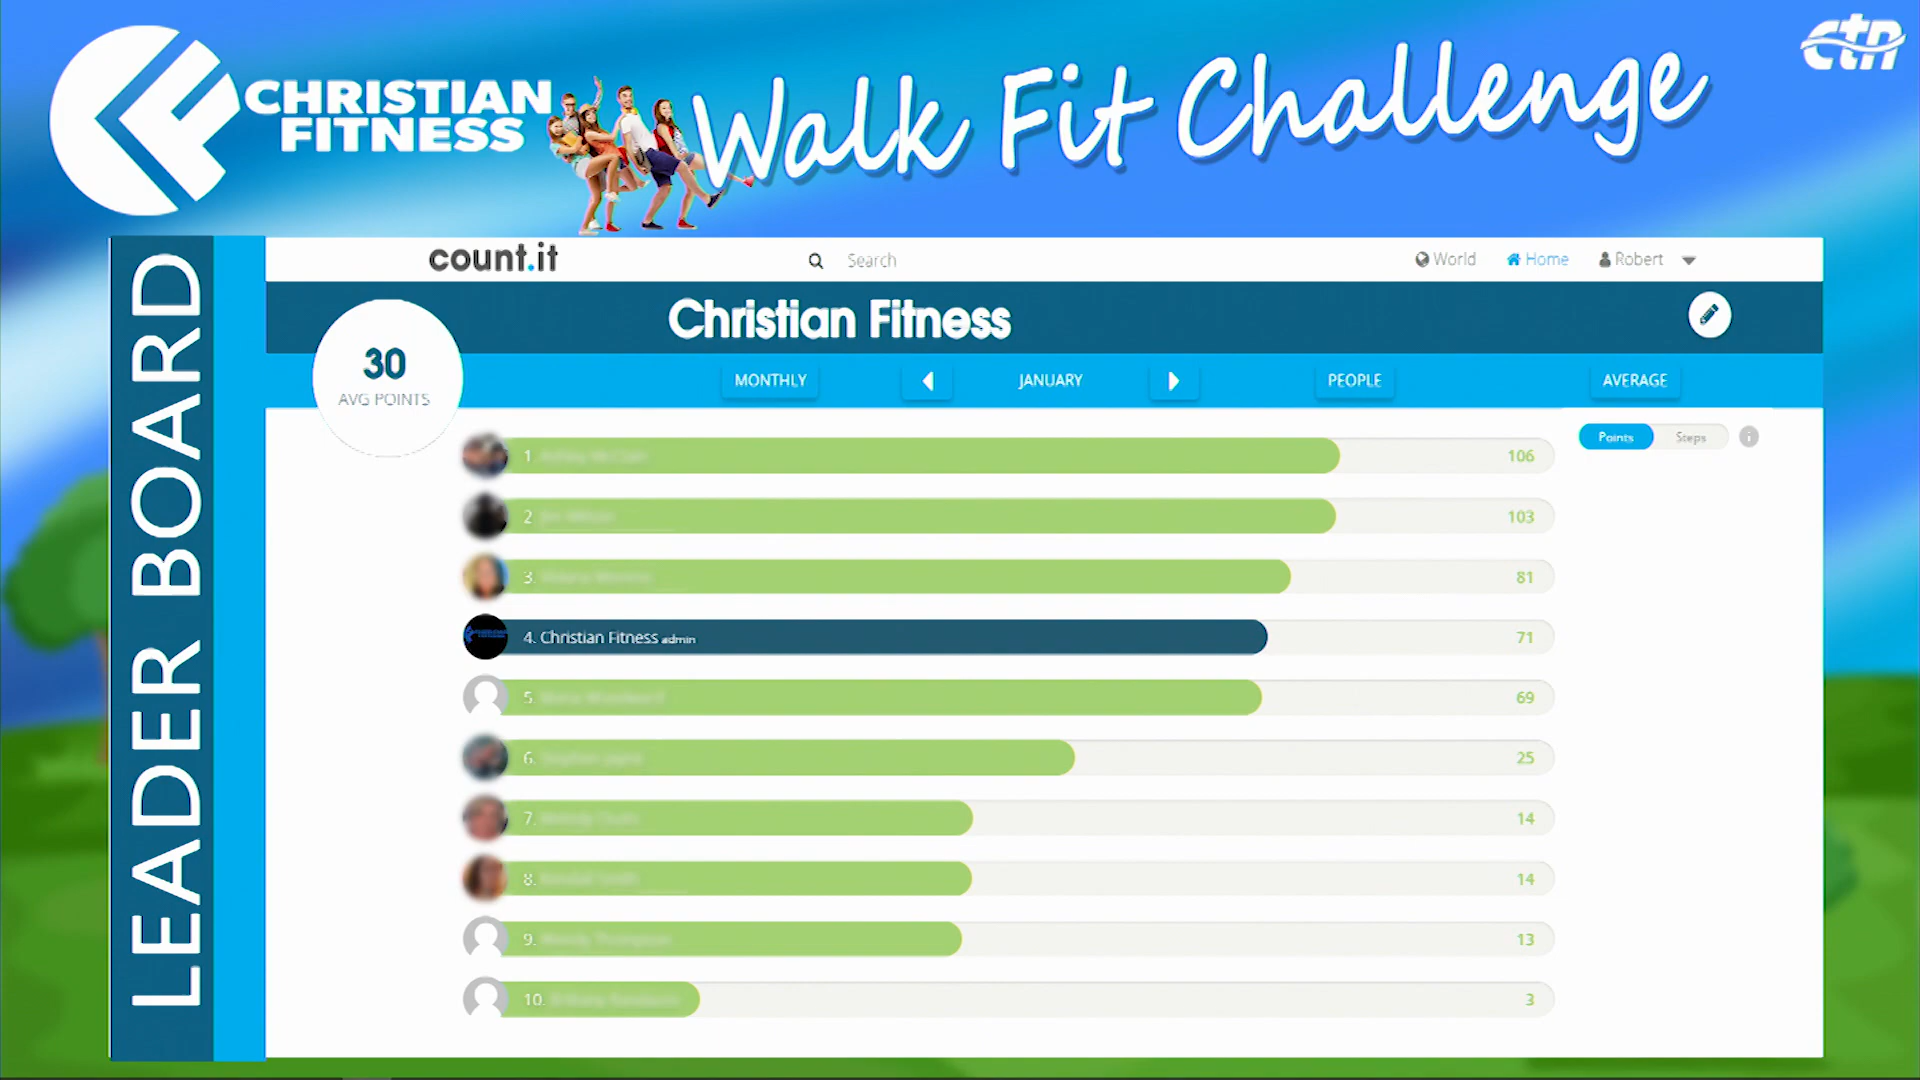 CHRISTIAN
FITNESS
Walk Fit Challenge
ctn
LEADER BOARD
count.it
Search
World
Home
Robert
Christian Fitness
30
AVG POINTS
MONTHLY
JANUARY
PEOPLE
AVERAGE
Points
Steps
1.
106
2
103
3.
81
4. Christian Fitness admin
71
5
69
6.
25
7.
14
8.
14
9.
13
10.
3